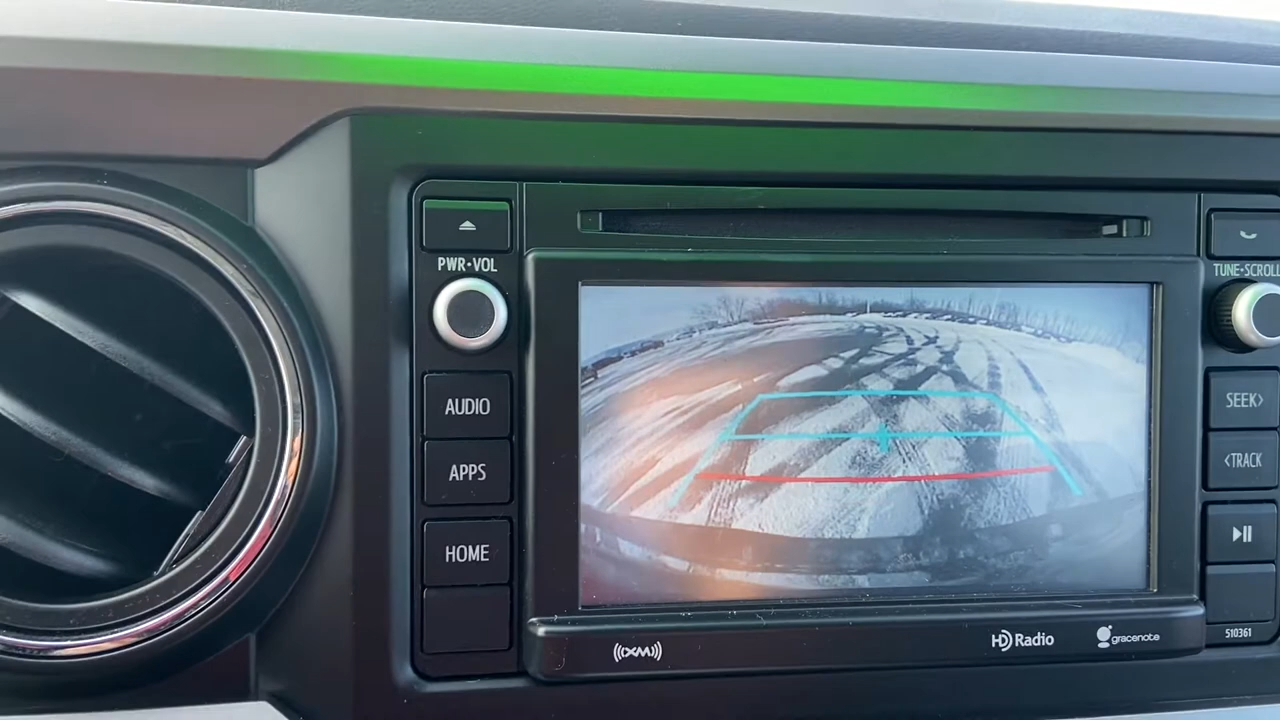 PWR•VOL
AUDIO
APPS
HOME
TUNE•SCROLL
SEEK>
<TRACK
510361
((XM))
HD Radio
gracenote